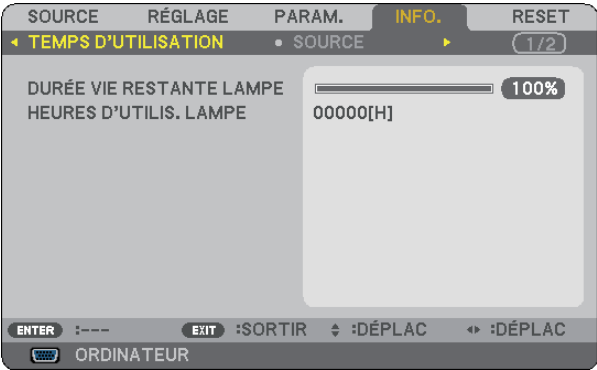 SOURCE RÉGLAGE PARAM. INFO. RESET
TEMPS D'UTILISATION • SOURCE (1/2)
DURÉE VIE RESTANTE LAMPE 100%
HEURES D'UTILIS. LAMPE 00000[H]
ENTER :--- EXIT :SORTIR :DÉPLAC :DÉPLAC
ORDINATEUR